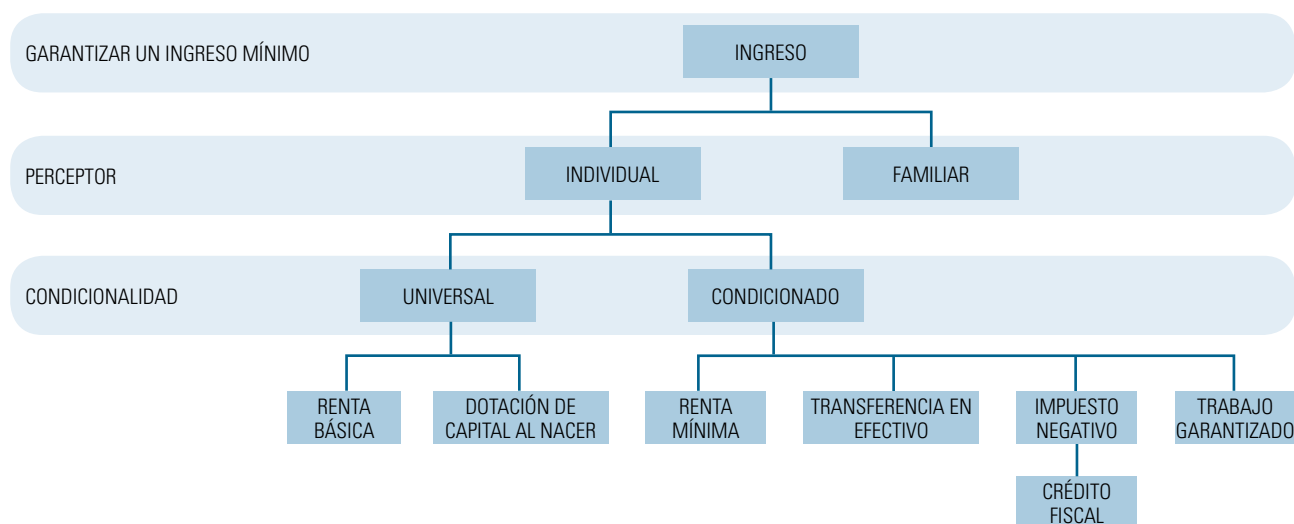 GARANTIZAR UN INGRESO MÍNIMO
INGRESO
PERCEPTOR
INDIVIDUAL
FAMILIAR
CONDICIONALIDAD
UNIVERSAL
CONDICIONADO
RENTA
BÁSICA
DOTACIÓN DE
CAPITAL AL NACER
RENTA
MÍNIMA
TRANSFERENCIA EN
EFECTIVO
IMPUESTO
NEGATIVO
TRABAJO
GARANTIZADO
CRÉDITO
FISCAL